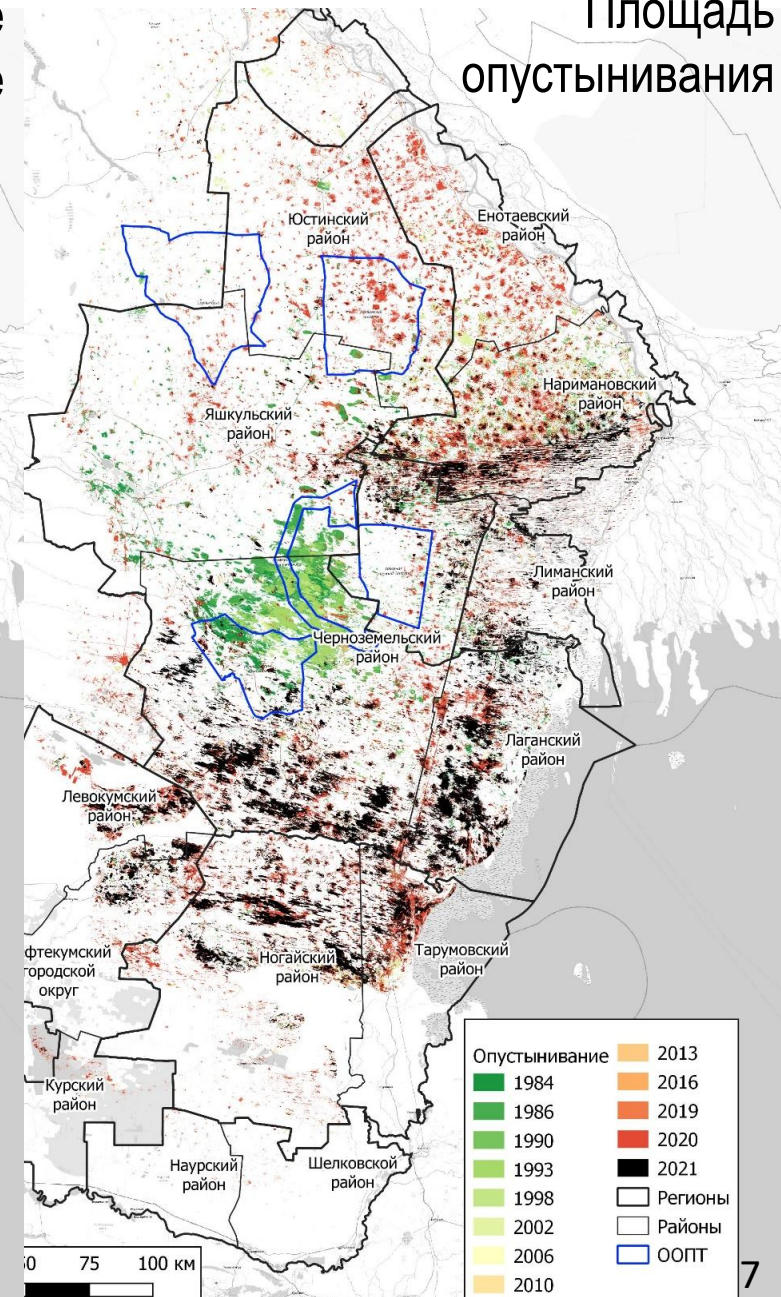 Площадь
опустынивания
Юстинский
район
Енотаевский
район
Наримановский
район
Яшкульский
район
Лиманский
район
Черноземельский
район
Лаганский
район
Левокумский
район
Тарумовский
район
Ногайский
район
фтекумский
городской
округ
Курский
район
Наурский
район
Шелковской
район
Опустынивание
1984
1986
1990
1993
1998
2002
2006
2010
2013
2016
2019
2020
2021
Регионы
Районы
ООПТ
75 100 км
7